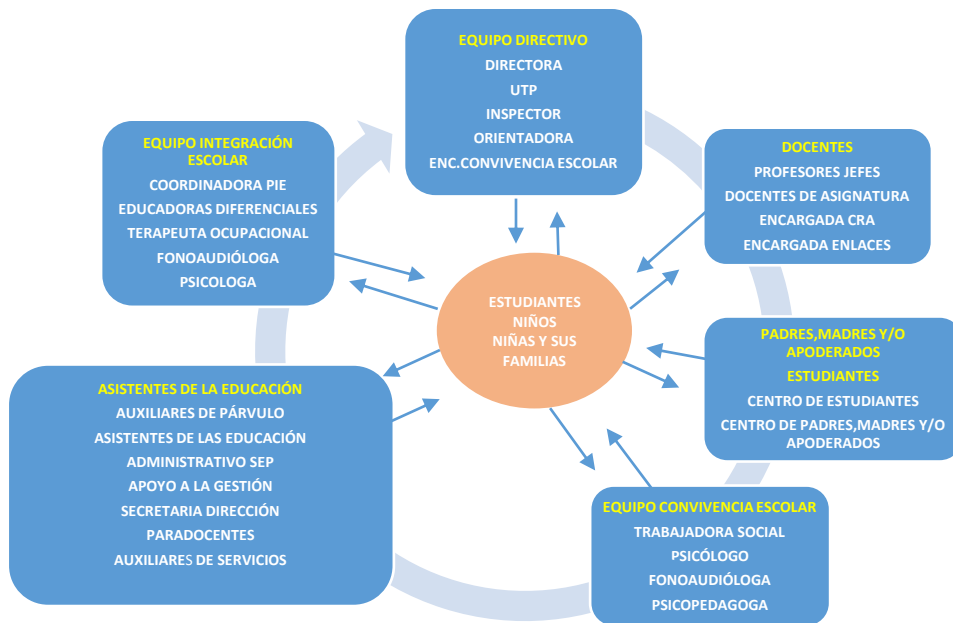 EQUIPO DIRECTIVO
DIRECTORA
UTP
INSPECTOR
ORIENTADORA
ENC.CONVIVENCIA ESCOLAR
DOCENTES
PROFESORES JEFES
DOCENTES DE ASIGNATURA
ENCARGADA CRA
ENCARGADA ENLACES
PADRES,MADRES Y/O
APODERADOS
ESTUDIANTES
CENTRO DE ESTUDIANTES
CENTRO DE PADRES,MADRES Y/O
APODERADOS
EQUIPO CONVIVENCIA ESCOLAR
TRABAJADORA SOCIAL
PSICÓLOGO
FONOAUDIÓLOGA
PSICOPEDAGOGA
ASISTENTES DE LA EDUCACIÓN
AUXILIARES DE PÁRVULO
ASISTENTES DE LAS EDUCACIÓN
ADMINISTRATIVO SEP
APOYO A LA GESTIÓN
SECRETARIA DIRECCIÓN
PARADOCENTES
AUXILIARES DE SERVICIOS
EQUIPO INTEGRACIÓN
ESCOLAR
COORDINADORA PIE
EDUCADORAS DIFERENCIALES
TERAPEUTA OCUPACIONAL
FONOAUDIÓLOGA
PSICOLOGA
ESTUDIANTES
NIÑOS
NIÑAS Y SUS
FAMILIAS